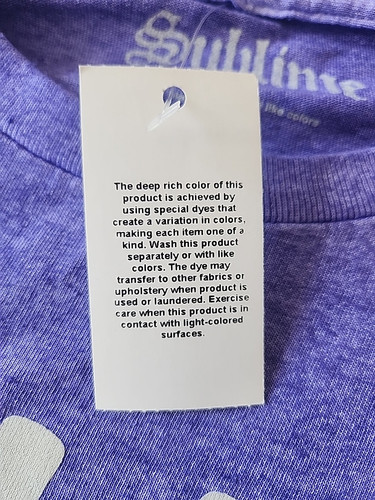 Sublime
like colors
The deep rich color of this
product is achieved by
using special dyes that
create a variation in colors,
making each item one of a
kind. Wash this product
separately or with like
colors. The dye may
transfer to other fabrics or
upholstery when product is
used or laundered. Exercise
care when this product is in
contact with light-colored
surfaces.